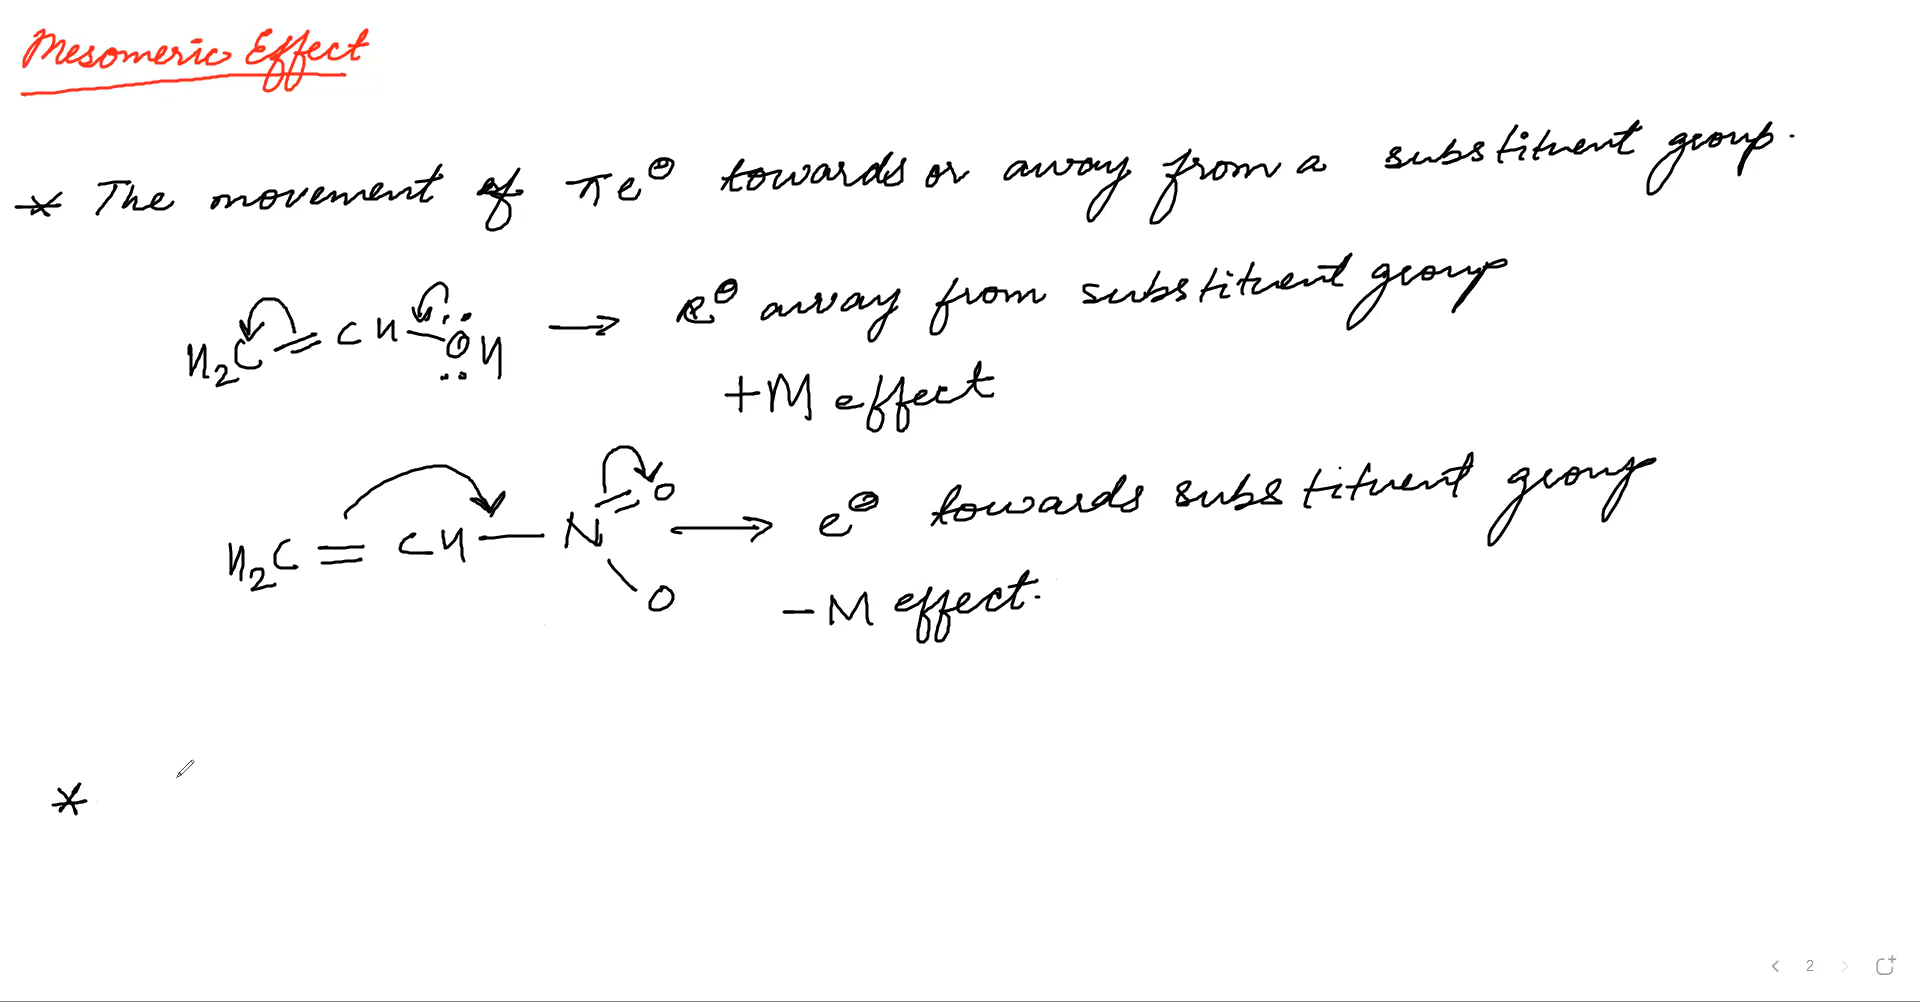 Mesomeric Effect
* The movement of πe⊖ towards or away from a substituent group.
H₂C=CH-ÖH → e⊖ away from substituent group
+M effect
H₂C=CH-N=O → e⊖ towards substituent group
O
-M effect.
*
2